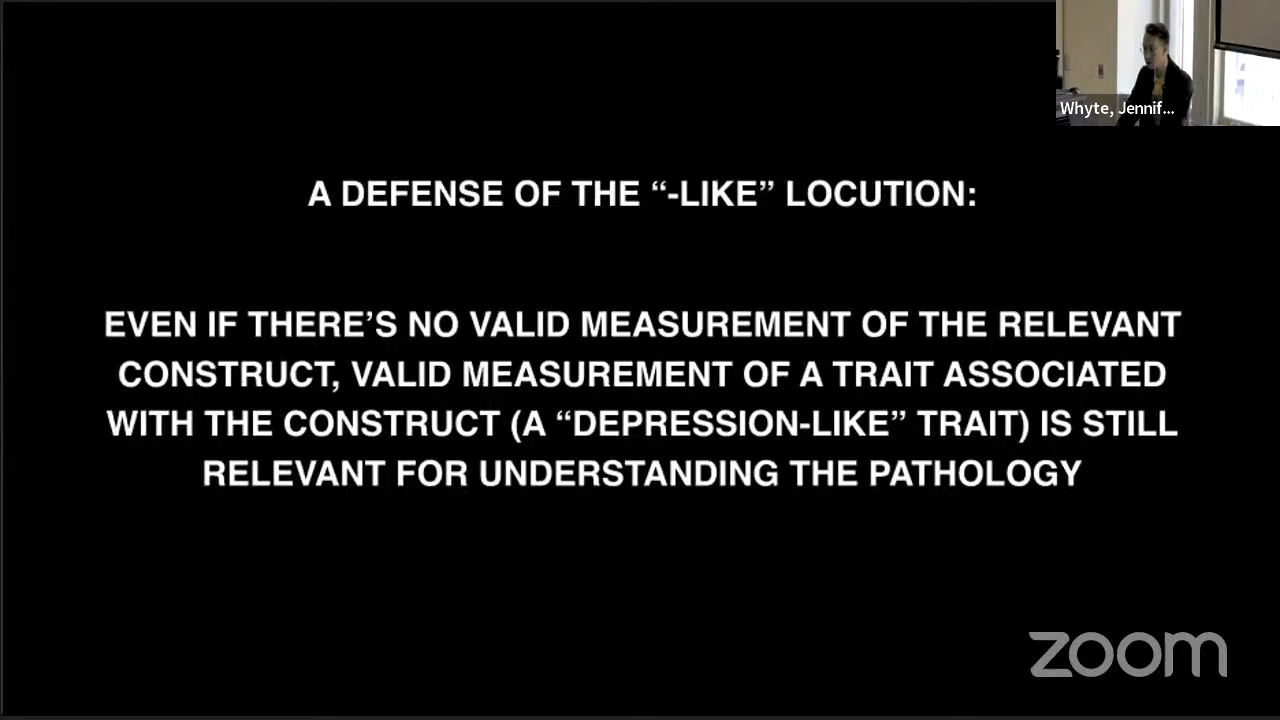 Whyte, Jennif...
A DEFENSE OF THE “-LIKE” LOCUTION:
EVEN IF THERE’S NO VALID MEASUREMENT OF THE RELEVANT
CONSTRUCT, VALID MEASUREMENT OF A TRAIT ASSOCIATED
WITH THE CONSTRUCT (A “DEPRESSION-LIKE” TRAIT) IS STILL
RELEVANT FOR UNDERSTANDING THE PATHOLOGY
zoom